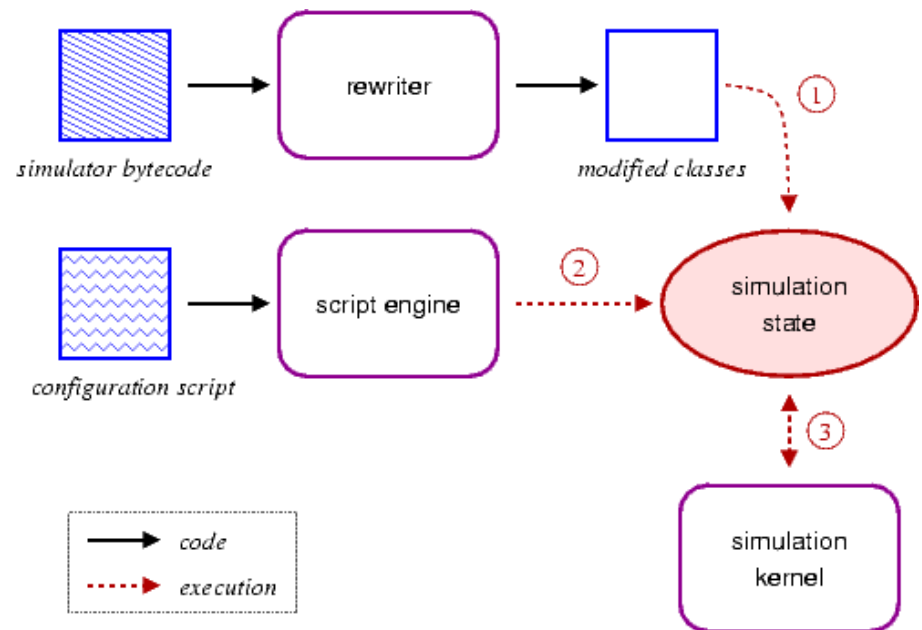 rewriter
1
simulator bytecode
modified classes
2
script engine
simulation
state
configuration script
3
code
execution
simulation
kernel